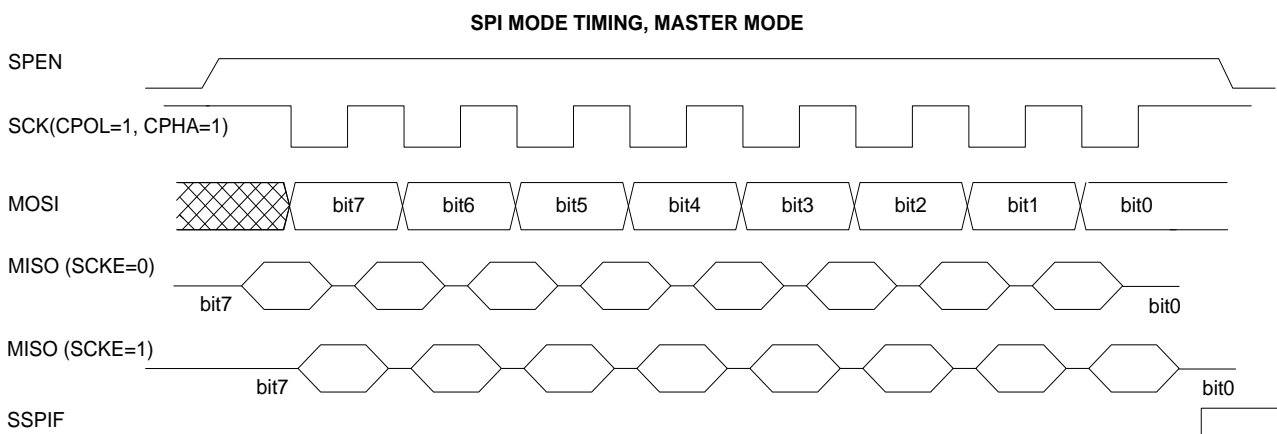 SPI MODE TIMING, MASTER MODE
SPEN
SCK(CPOL=1, CPHA=1)
MOSI bit7 bit6 bit5 bit4 bit3 bit2 bit1 bit0
MISO (SCKE=0)
bit7 bit0
MISO (SCKE=1)
bit7 bit0
SSPIF